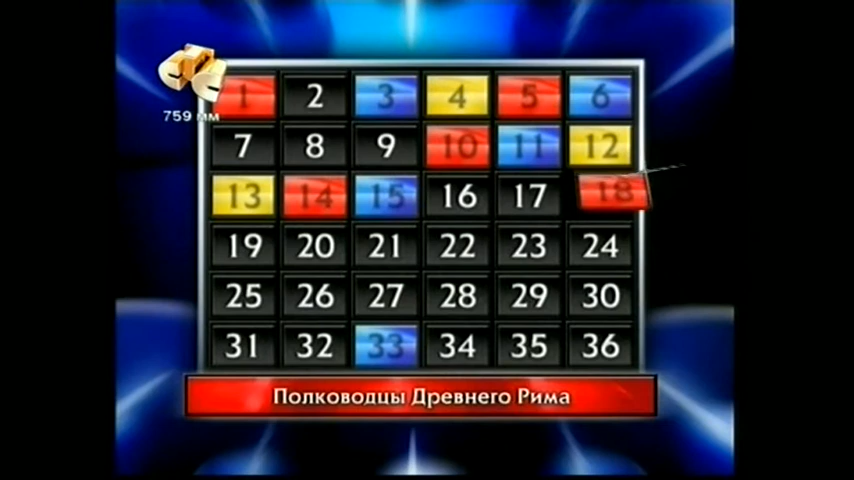 СТС
759 мм
1 2 3 4 5 6
7 8 9 10 11 12
13 14 15 16 17 18
19 20 21 22 23 24
25 26 27 28 29 30
31 32 33 34 35 36
Полководцы Древнего Рима